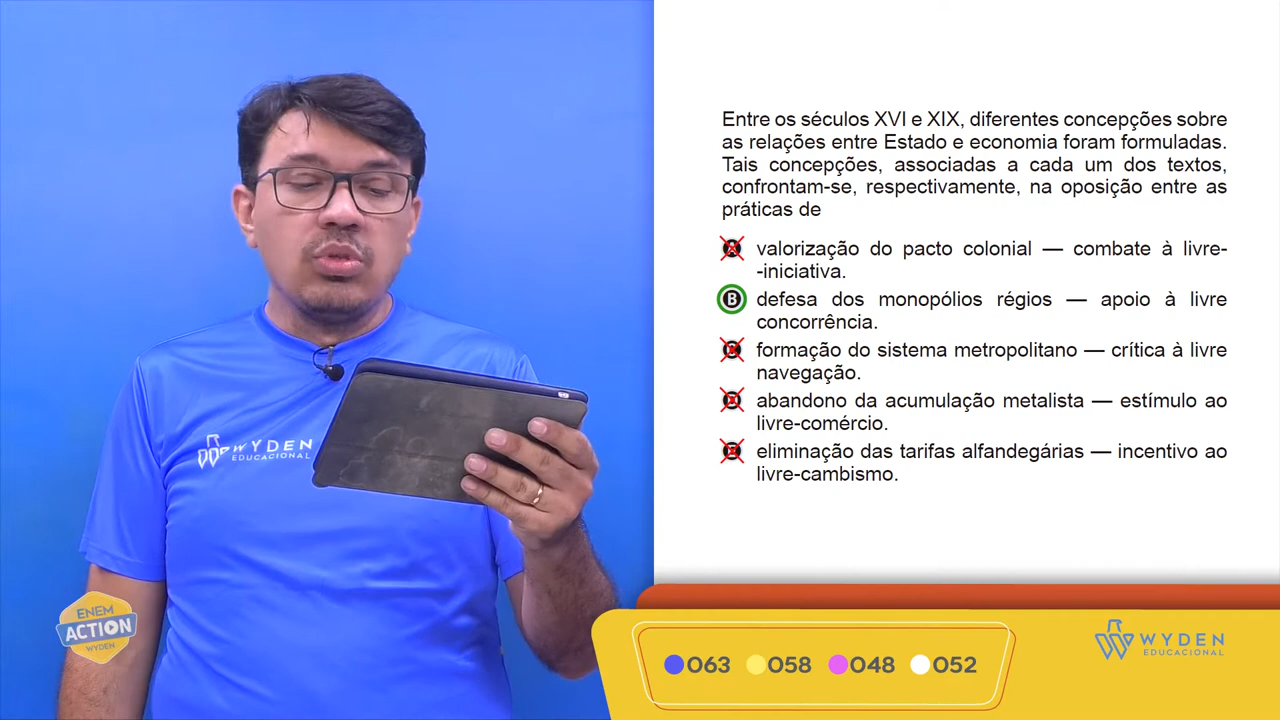 Entre os séculos XVI e XIX, diferentes concepções sobre
as relações entre Estado e economia foram formuladas.
Tais concepções, associadas a cada um dos textos,
confrontam-se, respectivamente, na oposição entre as
práticas de
valorização do pacto colonial — combate à livre-
-iniciativa.
B defesa dos monopólios régios — apoio à livre
concorrência.
formação do sistema metropolitano — crítica à livre
navegação.
abandono da acumulação metalista — estímulo ao
livre-comércio.
eliminação das tarifas alfandegárias — incentivo ao
livre-cambismo.
WYDEN
EDUCACIONAL
ENEM
ACTION
WYDEN
063 058 048 052
WYDEN
EDUCACIONAL